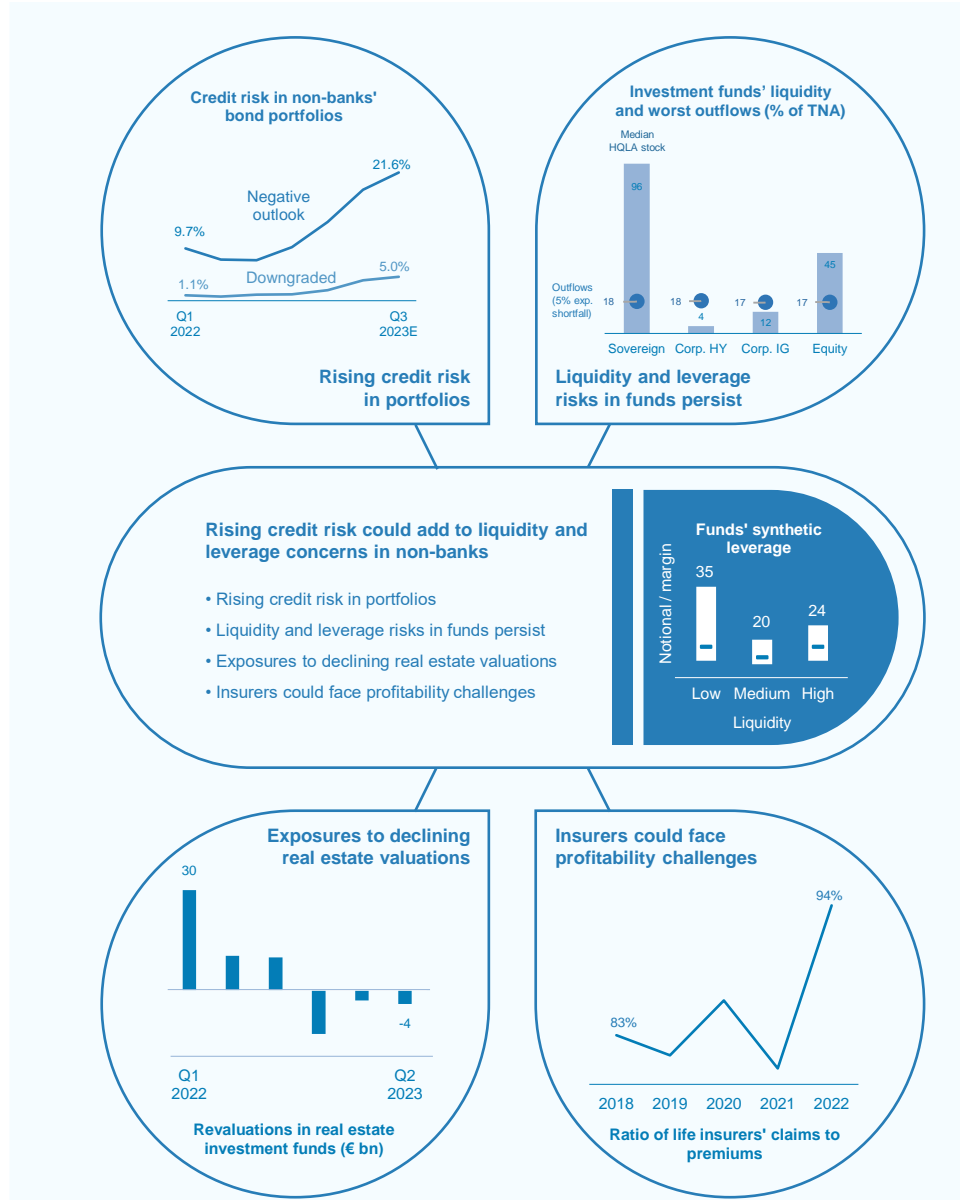 Credit risk in non-banks'
bond portfolios
21.6%
Negative
outlook
9.7%
5.0%
Downgraded
1.1%
Q1
2022
Q3
2023E
Rising credit risk
in portfolios
Investment funds' liquidity
and worst outflows (% of TNA)
Median
HQLA stock
96
45
Outflows
(5% exp.
shortfall)
18
18
17
17
4
12
Sovereign
Corp. HY
Corp. IG
Equity
Liquidity and leverage
risks in funds persist
Rising credit risk could add to liquidity and
leverage concerns in non-banks
• Rising credit risk in portfolios
• Liquidity and leverage risks in funds persist
• Exposures to declining real estate valuations
• Insurers could face profitability challenges
Funds' synthetic
leverage
Notional / margin
35
20
24
Low
Medium
High
Liquidity
Exposures to declining
real estate valuations
30
-4
Q1
2022
Q2
2023
Revaluations in real estate
investment funds (€ bn)
Insurers could face
profitability challenges
94%
83%
2018
2019
2020
2021
2022
Ratio of life insurers' claims to
premiums